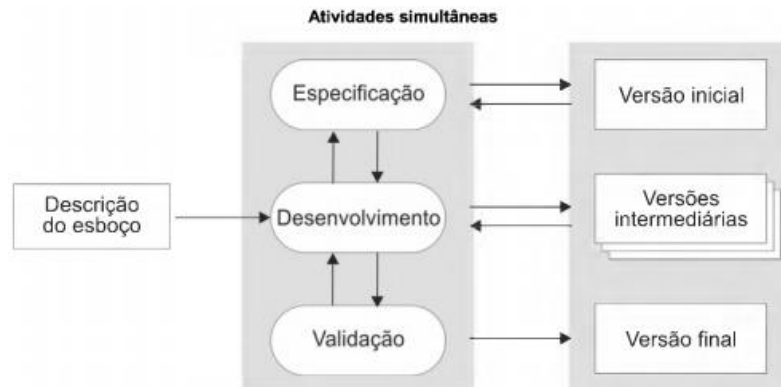 Atividades simultâneas
Especificação
Versão inicial
Descrição
do esboço
Desenvolvimento
Versões
intermediárias
Validação
Versão final